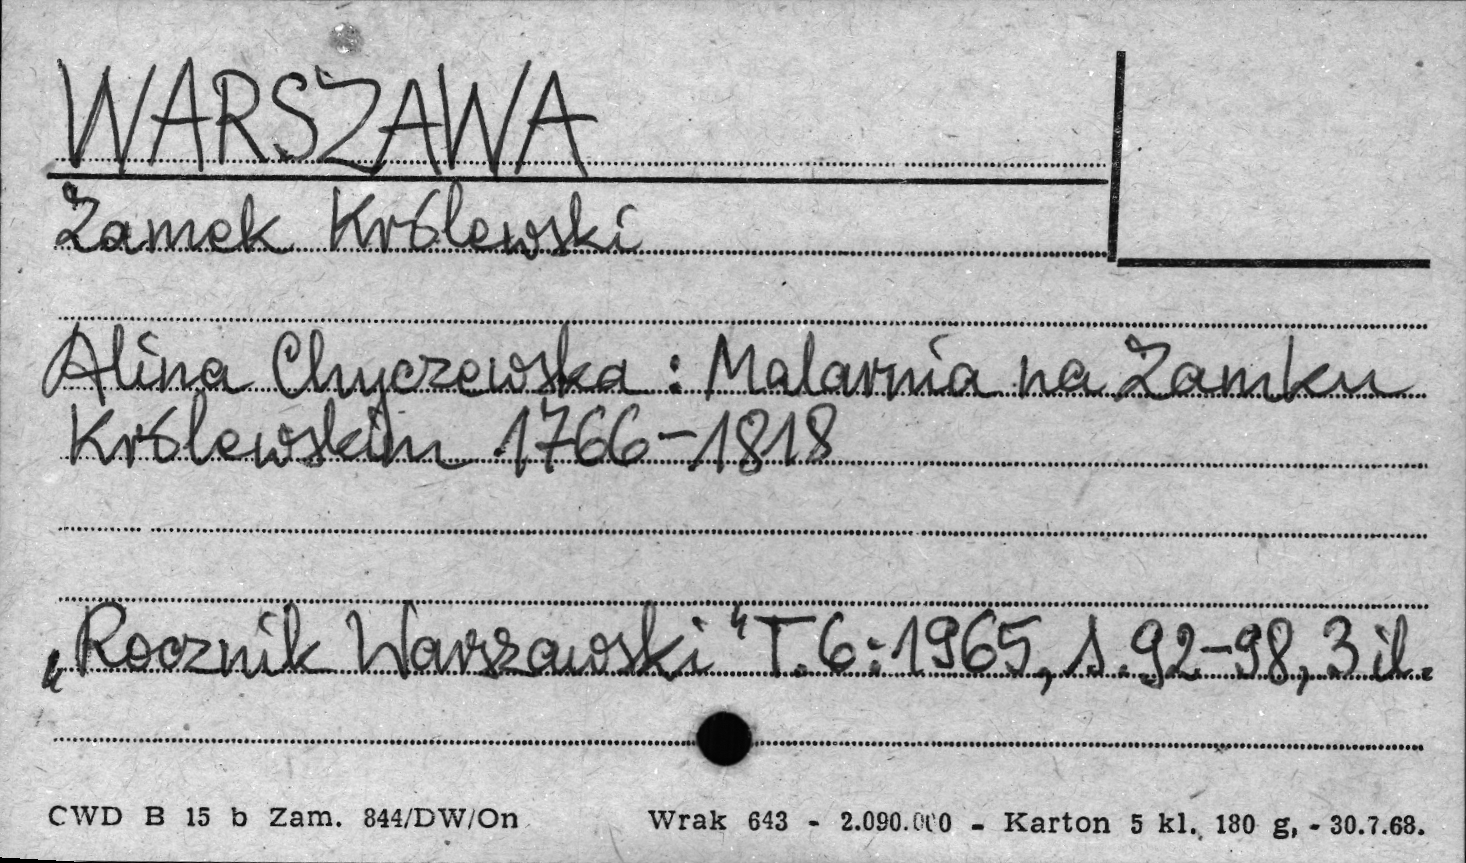 WARSZAWA
Zamek Królewski
Alina Chyczewska : Malarnia na Zamku
Królewskim 1766-1818
„Rocznik Warszawski" T.6:1965, s.92-98, 3 il.
CWD B 15 b Zam. 844/DW/On Wrak 643 - 2.090.000 - Karton 5 kl. 180 g, - 30.7.68.